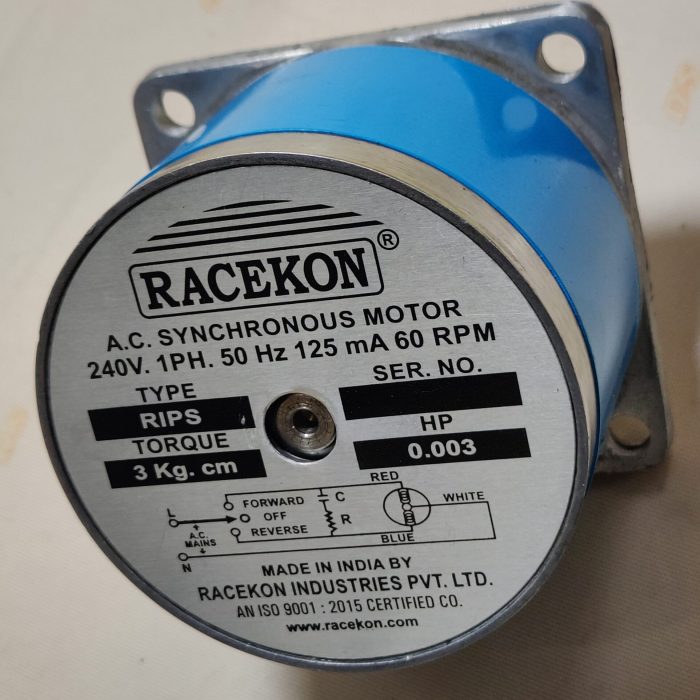 RACEKON®
A.C. SYNCHRONOUS MOTOR
240V. 1PH. 50 Hz 125 mA 60 RPM
TYPE
RIPS
TORQUE
3 Kg. cm
SER. NO.
HP
0.003
RED
L
FORWARD
C
WHITE
OFF
A.C.
MAINS
REVERSE
R
BLUE
N
MADE IN INDIA BY
RACEKON INDUSTRIES PVT. LTD.
AN ISO 9001 : 2015 CERTIFIED CO.
www.racekon.com